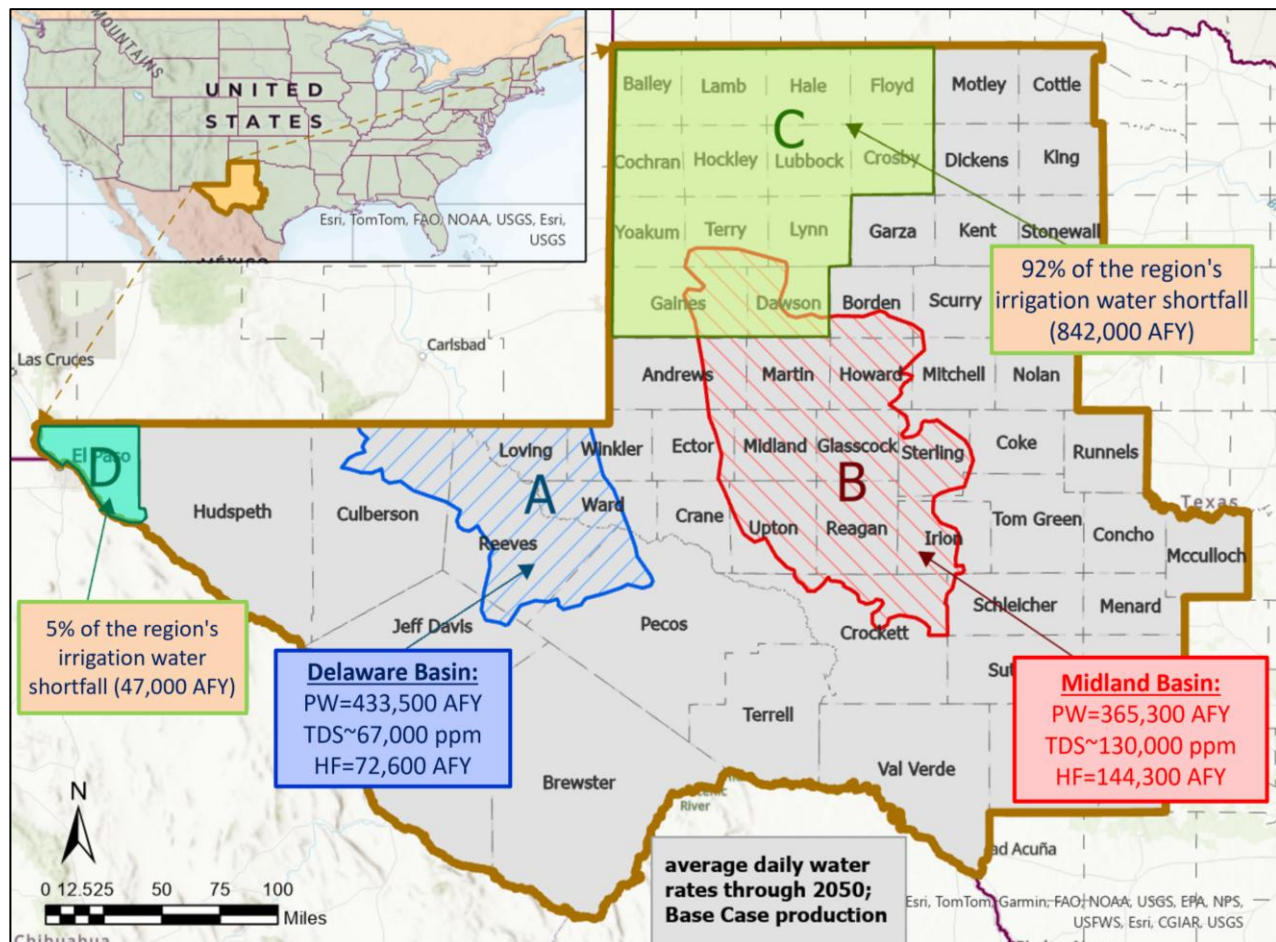 MOUNTAINS
UNITED
STATES
Esri, TomTom, FAO, NOAA, USGS, Esri,
USGS
MÉXICO
Bailey Lamb Hale Floyd Motley Cottle
C
Cochran Hockley Lubbock Crosby Dickens King
Yoakum Terry Lynn Garza Kent Stonewall
92% of the region's
irrigation water shortfall
(842,000 AFY)
Gaines Dawson Borden Scurry
Las Cruces
Carlsbad
Andrews Martin Howard Mitchell Nolan
El Paso
D
Loving Winkler Ector Midland Glasscock Sterling Coke Runnels
A
B
Texas
Hudspeth Culberson Ward Crane Upton Reagan Irion Tom Green Concho Mcculloch
Reeves
5% of the region's
irrigation water
shortfall (47,000 AFY)
Jeff Davis Pecos Crockett Schleicher Menard
Delaware Basin:
PW=433,500 AFY
TDS~67,000 ppm
HF=72,600 AFY
Midland Basin:
PW=365,300 AFY
TDS~130,000 ppm
HF=144,300 AFY
Terrell
Brewster
Val Verde
River
N
0 12.525 50 75 100
Miles
average daily water
rates through 2050;
Base Case production
Esri, TomTom, Garmin, FAO, NOAA, USGS, EPA, NPS,
USFWS, Esri, CGIAR, USGS
Chihuahua